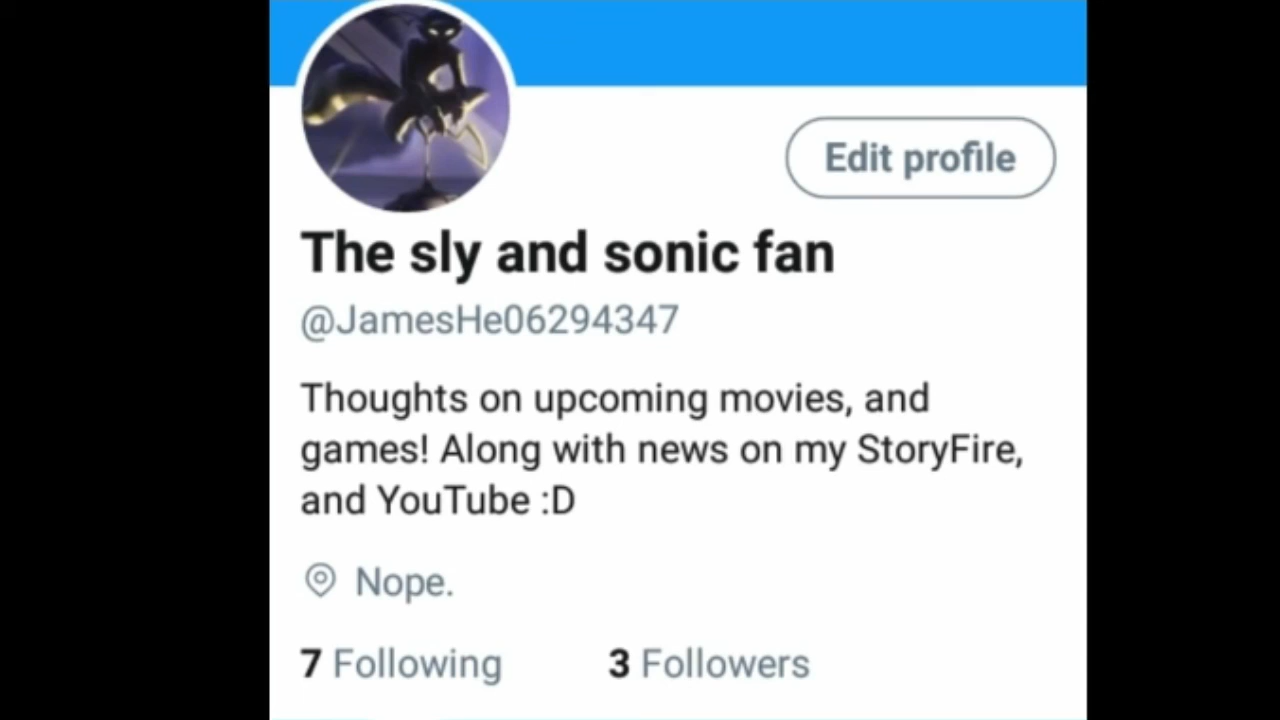 Edit profile
The sly and sonic fan
@JamesHe06294347
Thoughts on upcoming movies, and
games! Along with news on my StoryFire,
and YouTube :D
Nope.
7 Following 3 Followers